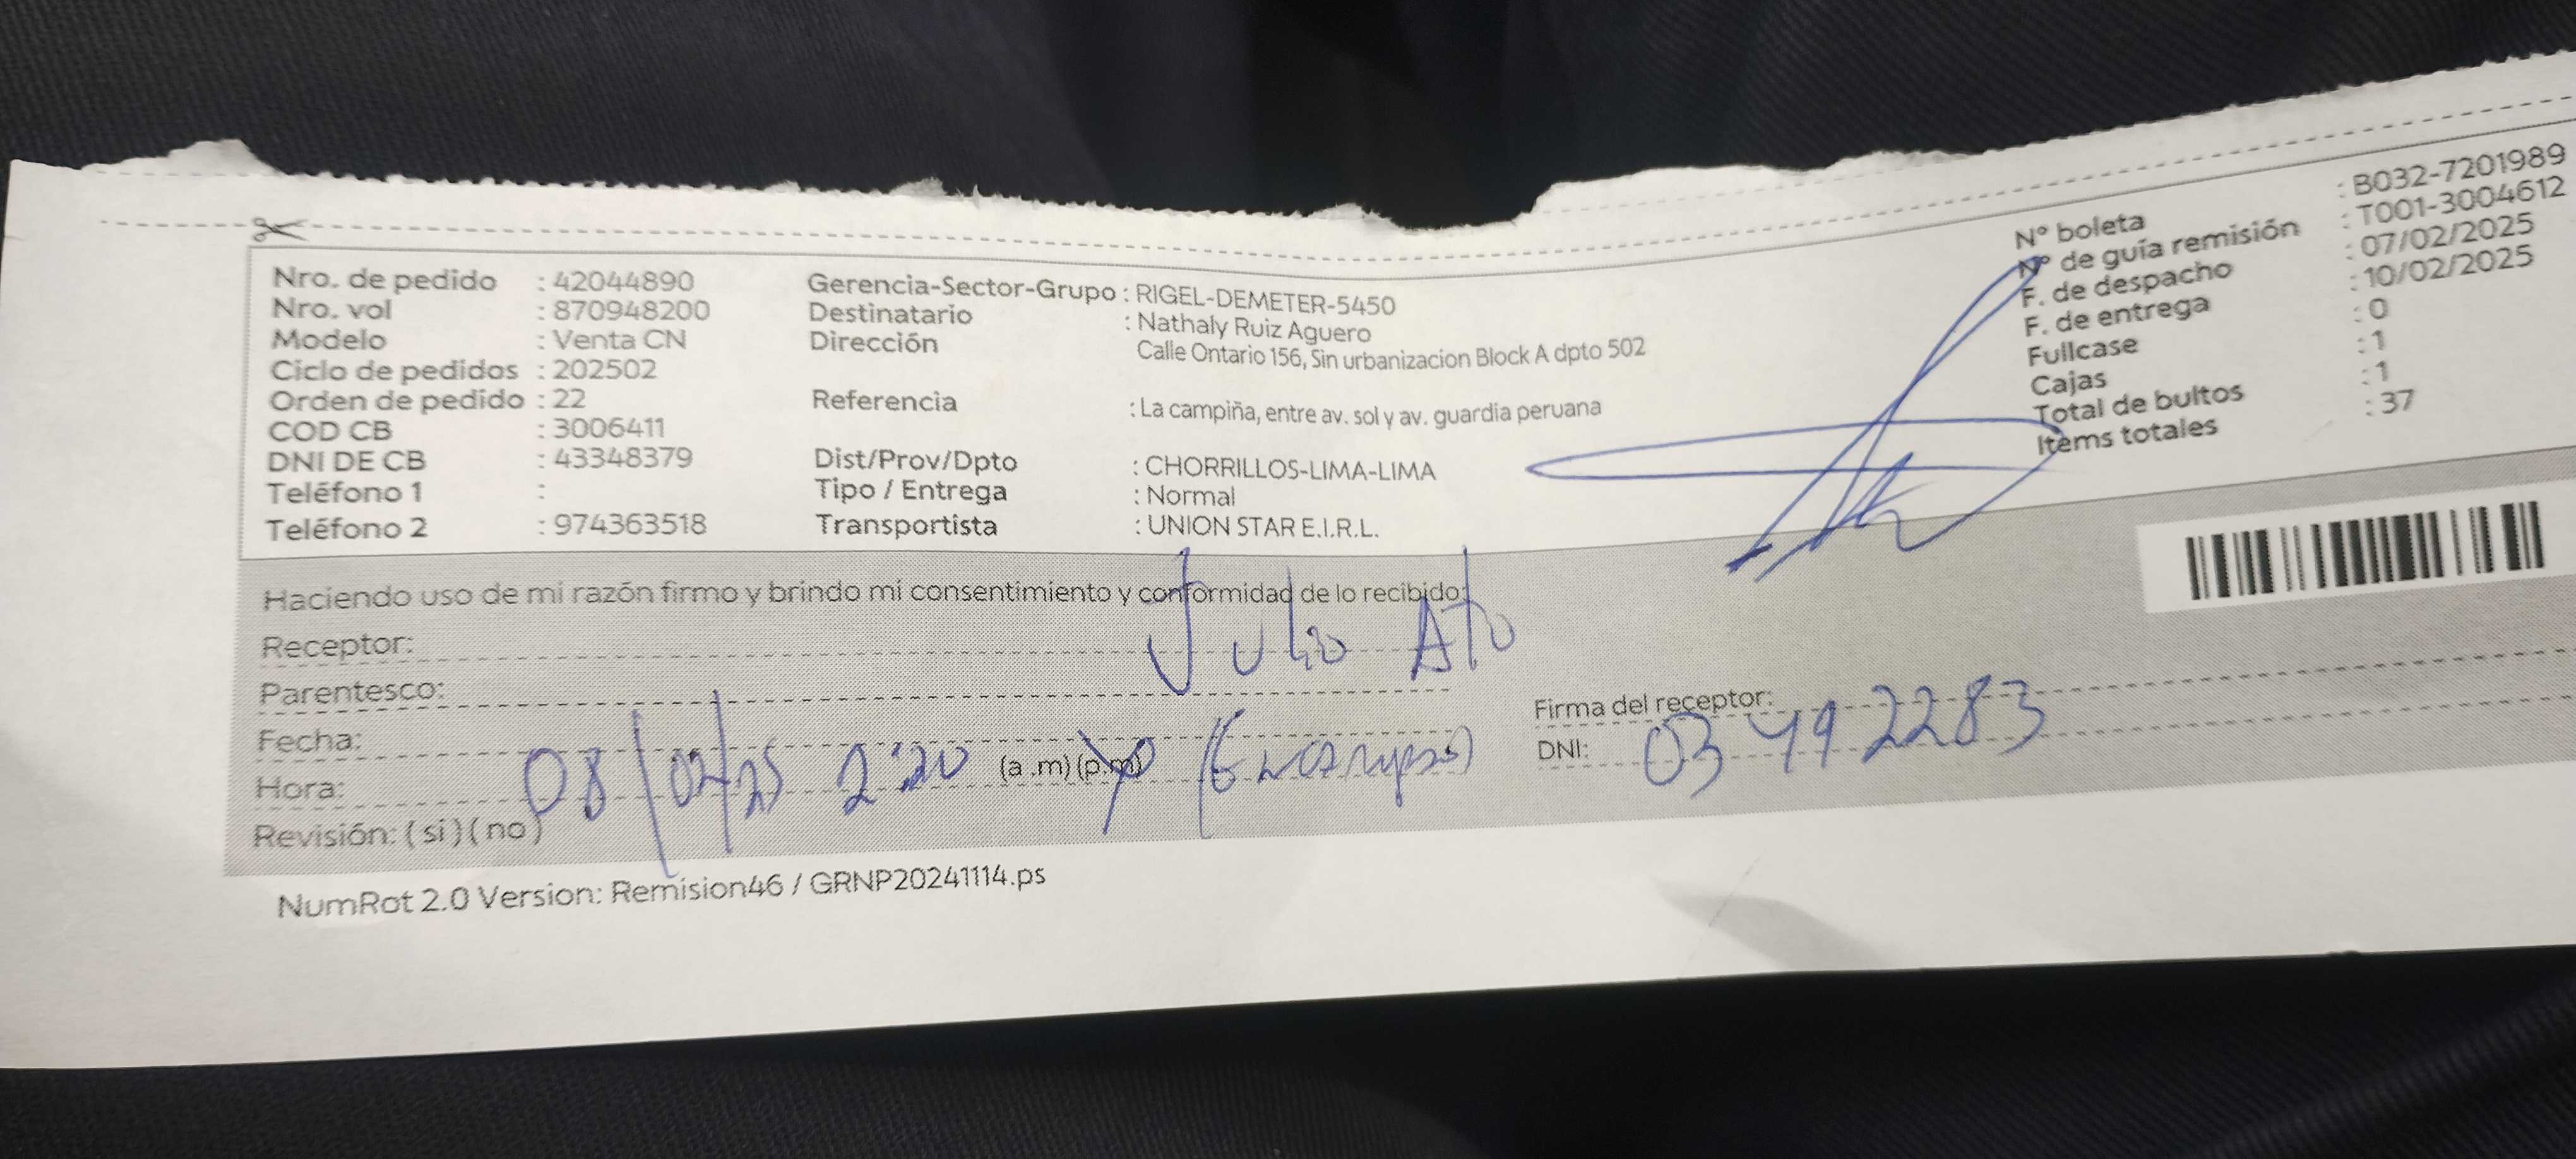 Nro. de pedido : 42044890
Nro. vol : 870948200
Modelo : Venta CN
Ciclo de pedidos : 202502
Orden de pedido : 22
COD CB : 3006411
DNI DE CB : 43348379
Teléfono 1 :
Teléfono 2 : 974363518
Gerencia-Sector-Grupo : RIGEL-DEMETER-5450
Destinatario : Nathaly Ruiz Aguero
Dirección Calle Ontario 156, Sin urbanizacion Block A dpto 502
Referencia : La campiña, entre av. sol y av. guardia peruana
Dist/Prov/Dpto : CHORRILLOS-LIMA-LIMA
Tipo / Entrega : Normal
Transportista : UNION STAR E.I.R.L.
N° boleta : B032-7201989
N° de guía remisión : T001-3004612
F. de despacho : 07/02/2025
F. de entrega : 10/02/2025
Fullcase : 0
Cajas : 1
Total de bultos : 1
Items totales : 37
Haciendo uso de mi razón firmo y brindo mi consentimiento y conformidad de lo recibido:
Receptor: Julio Ato
Parentesco:
Fecha:
Hora: 08/02/25 2:20 (a .m) (p.m)
Revisión: ( si ) ( no )
Firma del receptor:
DNI: 03492283
NumRot 2.0 Version: Remision46 / GRNP20241114.ps